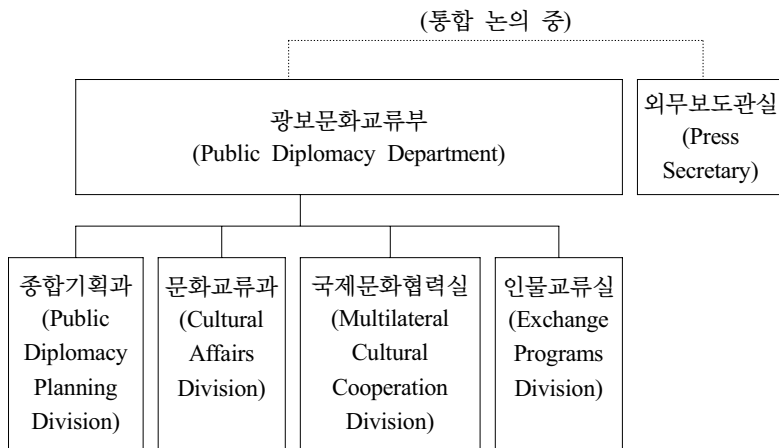 (통합 논의 중)
광보문화교류부
(Public Diplomacy Department)
외무보도관실
(Press
Secretary)
종합기획과
(Public
Diplomacy
Planning
Division)
문화교류과
(Cultural
Affairs
Division)
국제문화협력실
(Multilateral
Cultural
Cooperation
Division)
인물교류실
(Exchange
Programs
Division)